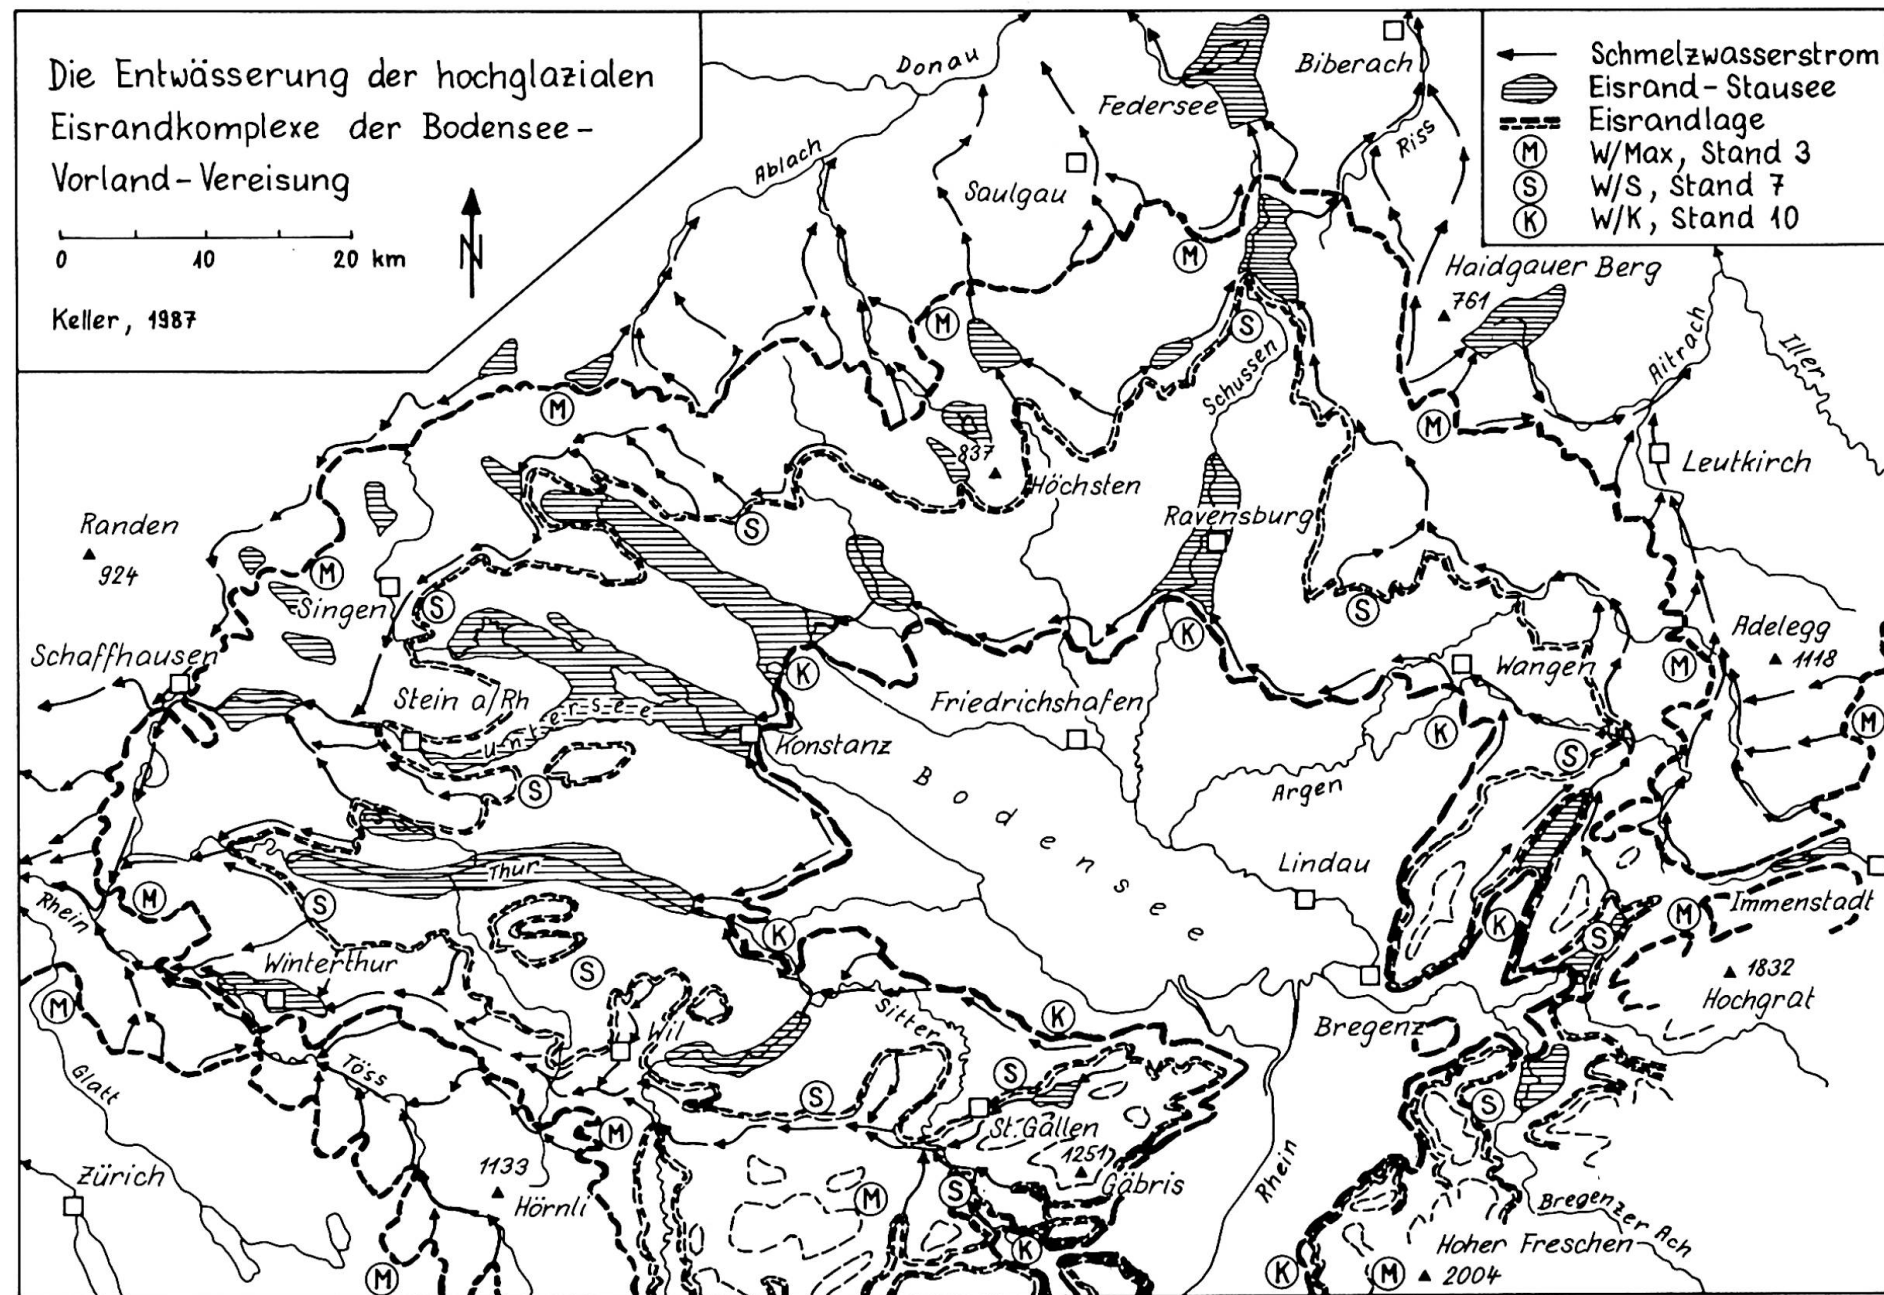 Die Entwässerung der hochglazialen
Eisrandkomplexe der Bodensee-
Vorland-Vereisung
0 10 20 km
N
Keller, 1987
Schmelzwasserstrom
Eisrand-Stausee
Eisrandlage
M W/Max, Stand 3
S W/S, Stand 7
K W/K, Stand 10
Donau
Biberach
Federsee
Riss
Ablach
Saulgau
M
Haidgauer Berg
761
M
S
Aitrach
Iller
Schussen
M
M
837
Höchsten
Leutkirch
Randen
924
S
Ravensburg
M
Singen
S
S
K
Adelegg
1118
Schaffhausen
K
Wangen
M
Stein a/Rh
Untersee
Friedrichshafen
K
M
Konstanz
S
S
Argen
Bodensee
Thur
Lindau
M
S
Rhein
K
K
M
Immenstadt
S
Winterthur
S
1832
Hochgrat
M
Sitter
K
Bregenz
Wil
Glatt
Töss
S
S
S
M
St. Gallen
1251
Gäbris
Zürich
1133
Hörnli
M
S
Rhein
Bregenzer Ach
K
Hoher Freschen
2004
M
K
M